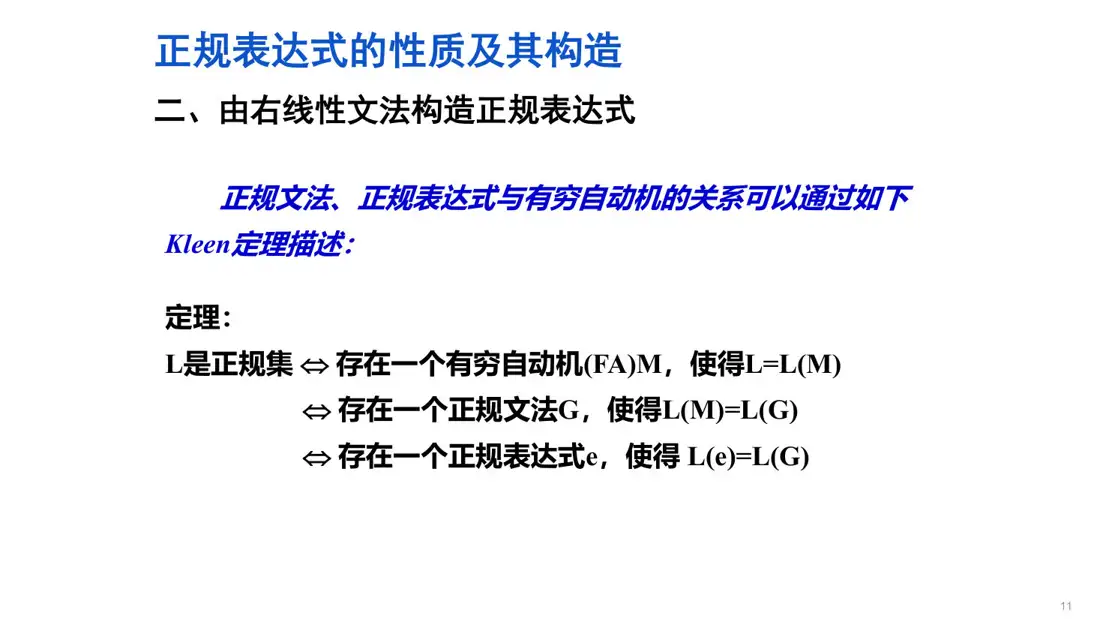 正规表达式的性质及其构造
二、由右线性文法构造正规表达式
正规文法、正规表达式与有穷自动机的关系可以通过如下
Kleen定理描述：
定理：
L是正规集 ⇔ 存在一个有穷自动机(FA)M，使得L=L(M)
⇔ 存在一个正规文法G，使得L(M)=L(G)
⇔ 存在一个正规表达式e，使得 L(e)=L(G)
11